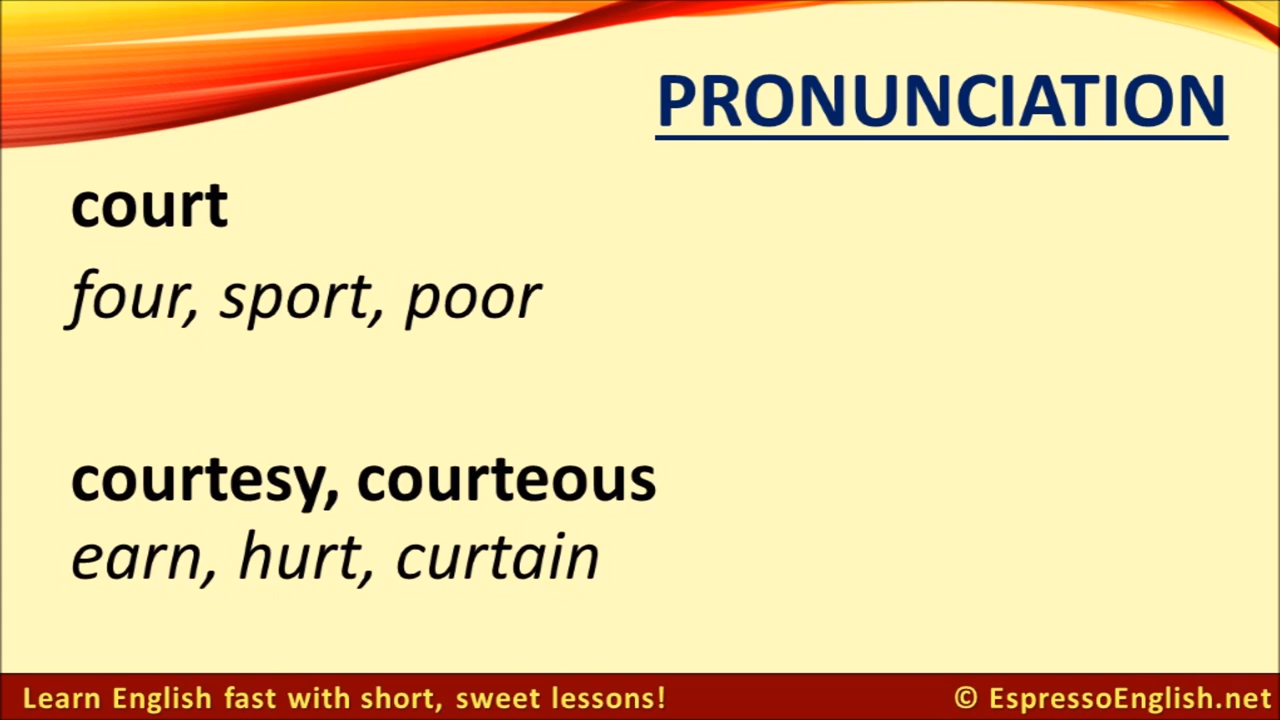 PRONUNCIATION
court
four, sport, poor
courtesy, courteous
earn, hurt, curtain
Learn English fast with short, sweet lessons! © EspressoEnglish.net